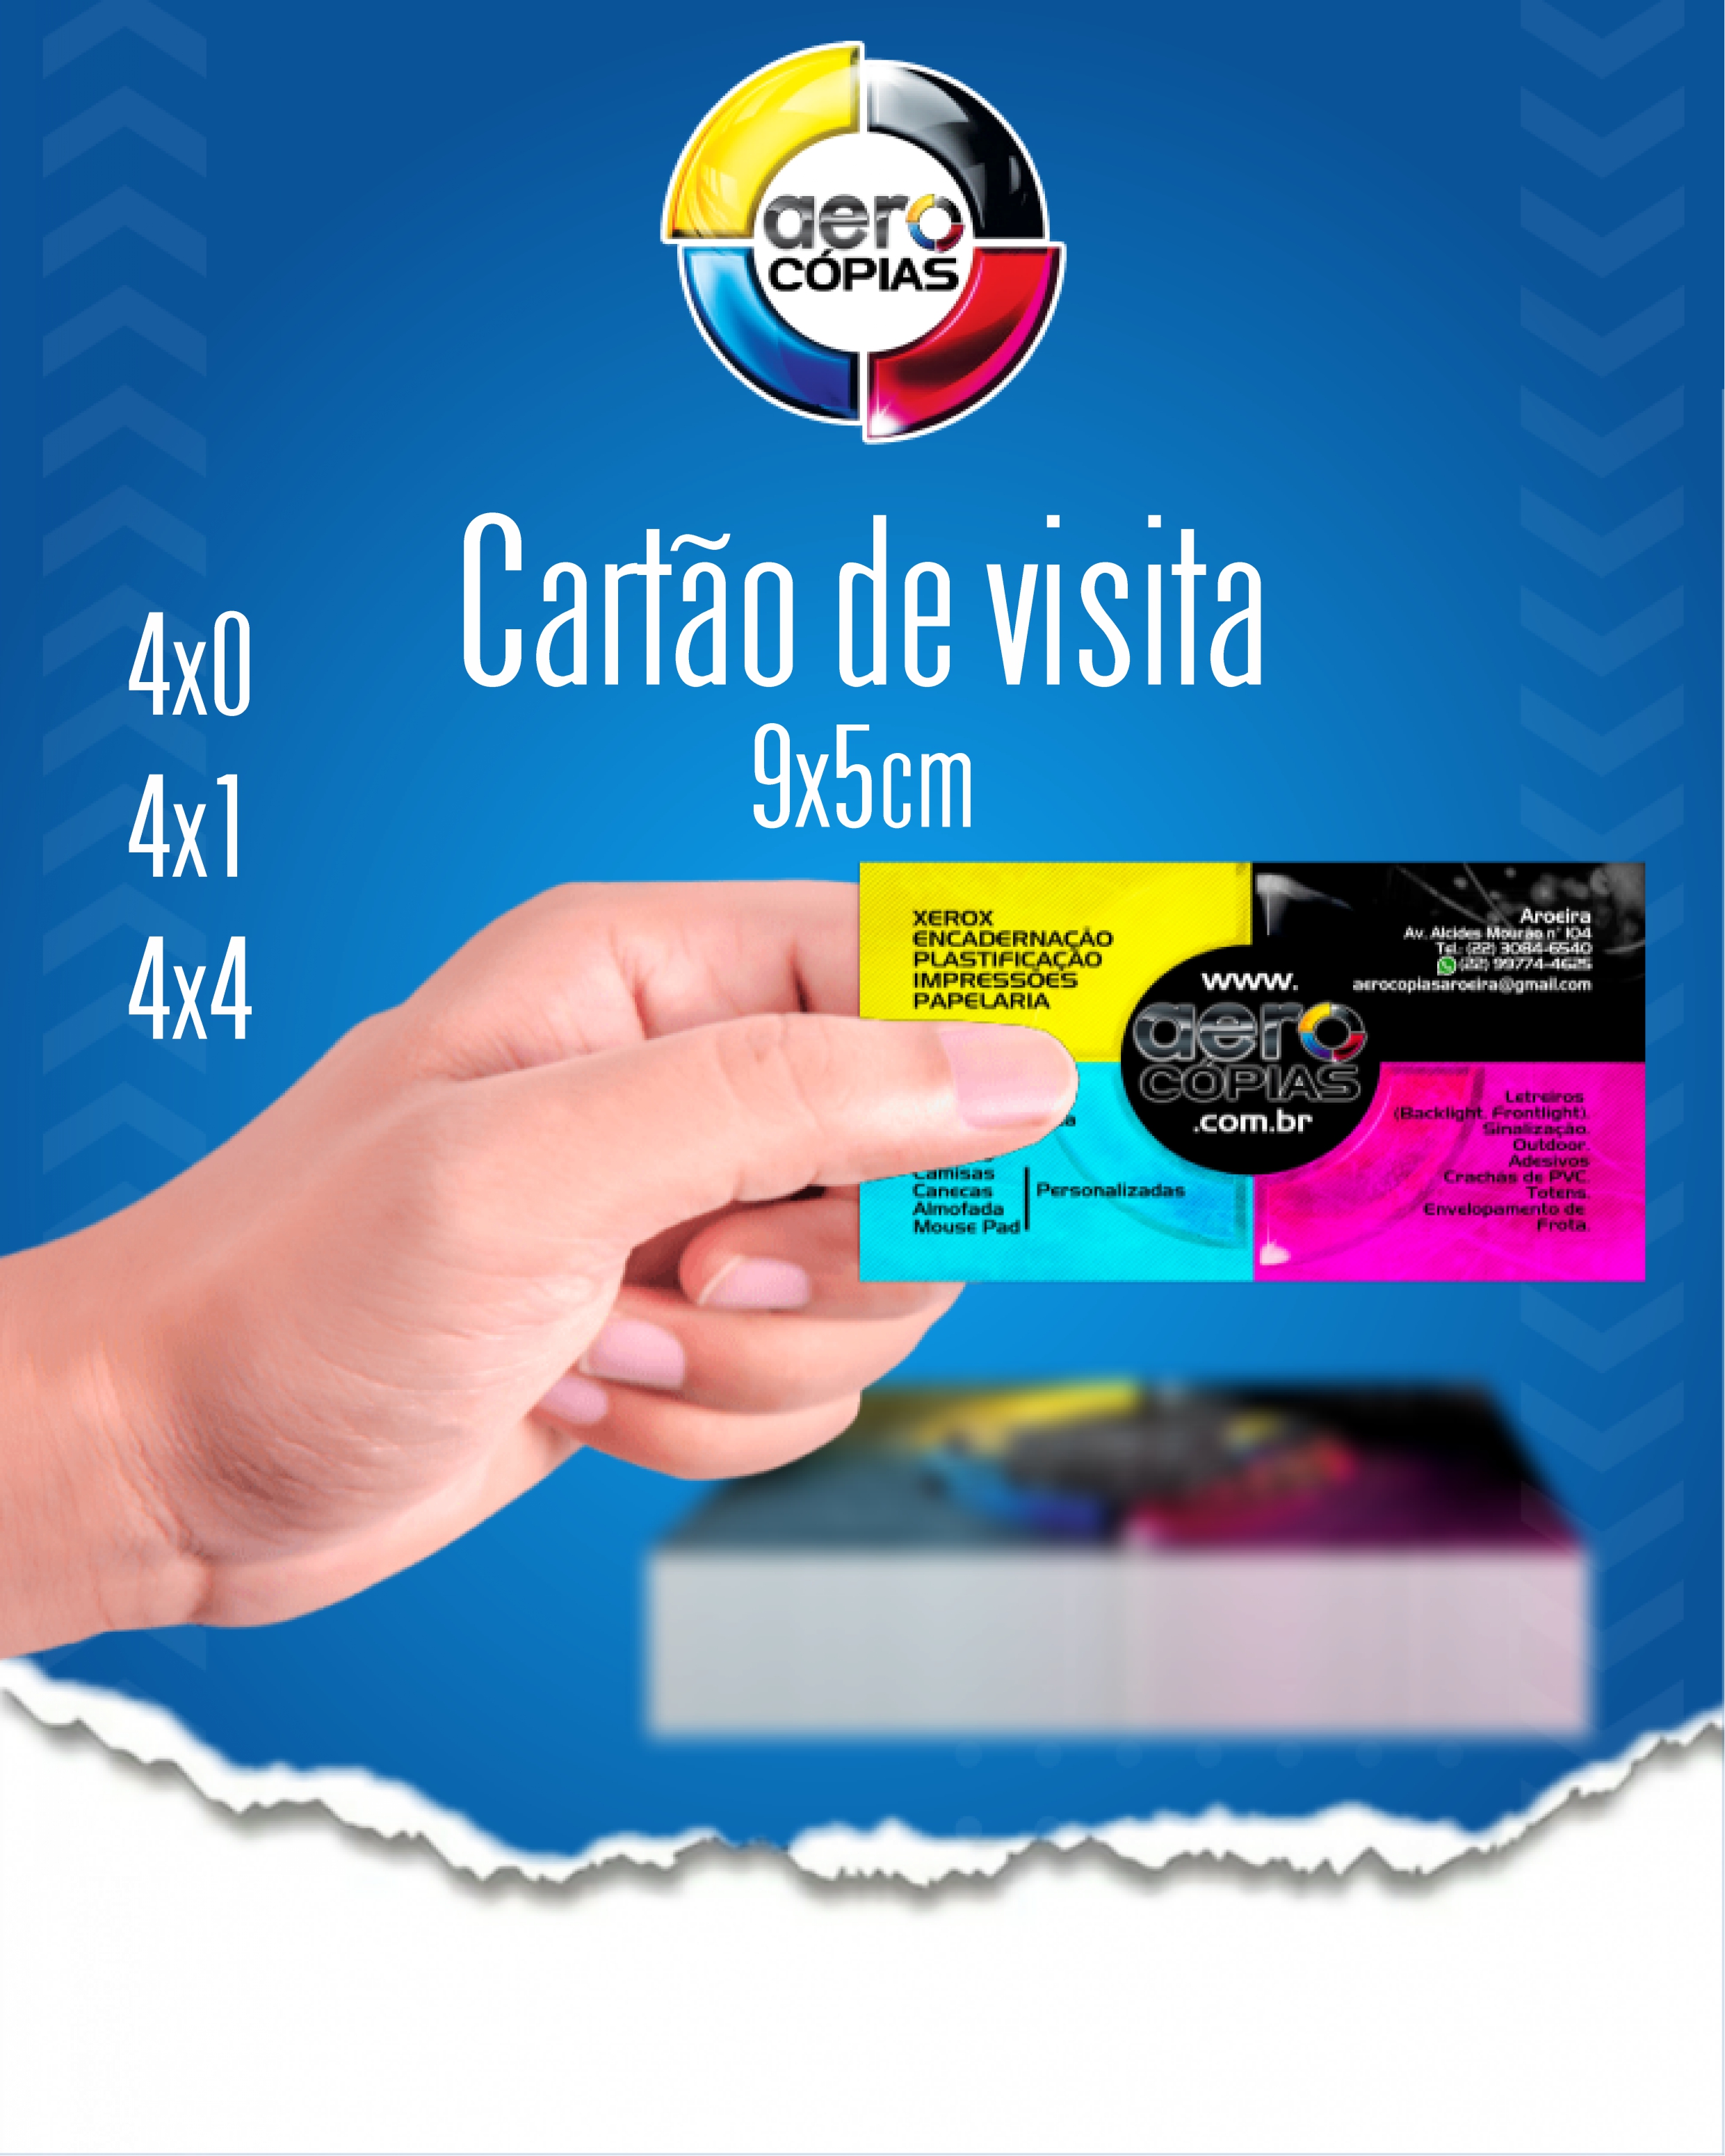 aero
CÓPIAS
Cartão de visita
9x5cm
4x0
4x1
4x4
XEROX
ENCADERNAÇÃO
PLASTIFICAÇÃO
IMPRESSÕES
PAPELARIA
Aroeira
Av. Alcides Mourão n° 104
Tel.: (22) 3084-6540
(22) 99774-4625
aerocopiasaroeira@gmail.com
www.
aero
CÓPIAS
.com.br
Camisas
Canecas
Almofada
Mouse Pad
Personalizadas
Letreiros
(Backlight, Frontlight).
Sinalização.
Outdoor.
Adesivos
Crachás de PVC.
Totens.
Envelopamento de
Frota.